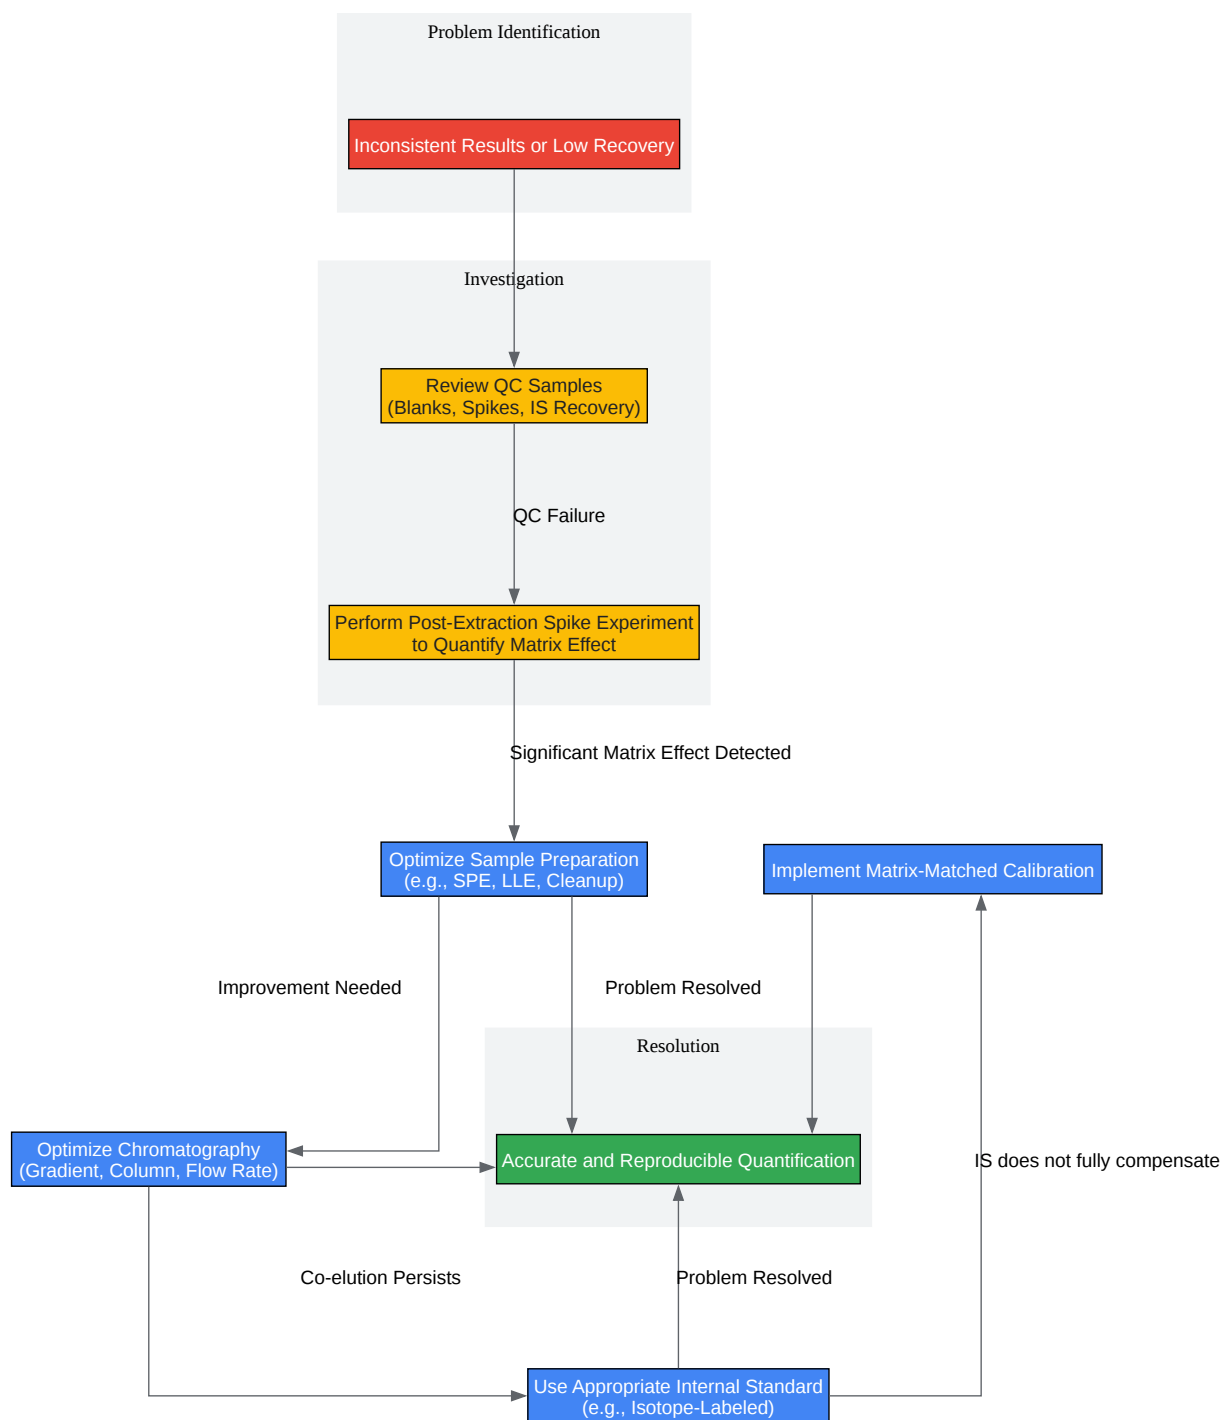 Problem Identification
Inconsistent Results or Low Recovery
Investigation
Review QC Samples
(Blanks, Spikes, IS Recovery)
QC Failure
Perform Post-Extraction Spike Experiment
to Quantify Matrix Effect
Significant Matrix Effect Detected
Optimize Sample Preparation
(e.g., SPE, LLE, Cleanup)
Implement Matrix-Matched Calibration
Improvement Needed
Problem Resolved
Resolution
Optimize Chromatography
(Gradient, Column, Flow Rate)
Accurate and Reproducible Quantification
IS does not fully compensate
Co-elution Persists
Problem Resolved
Use Appropriate Internal Standard
(e.g., Isotope-Labeled)